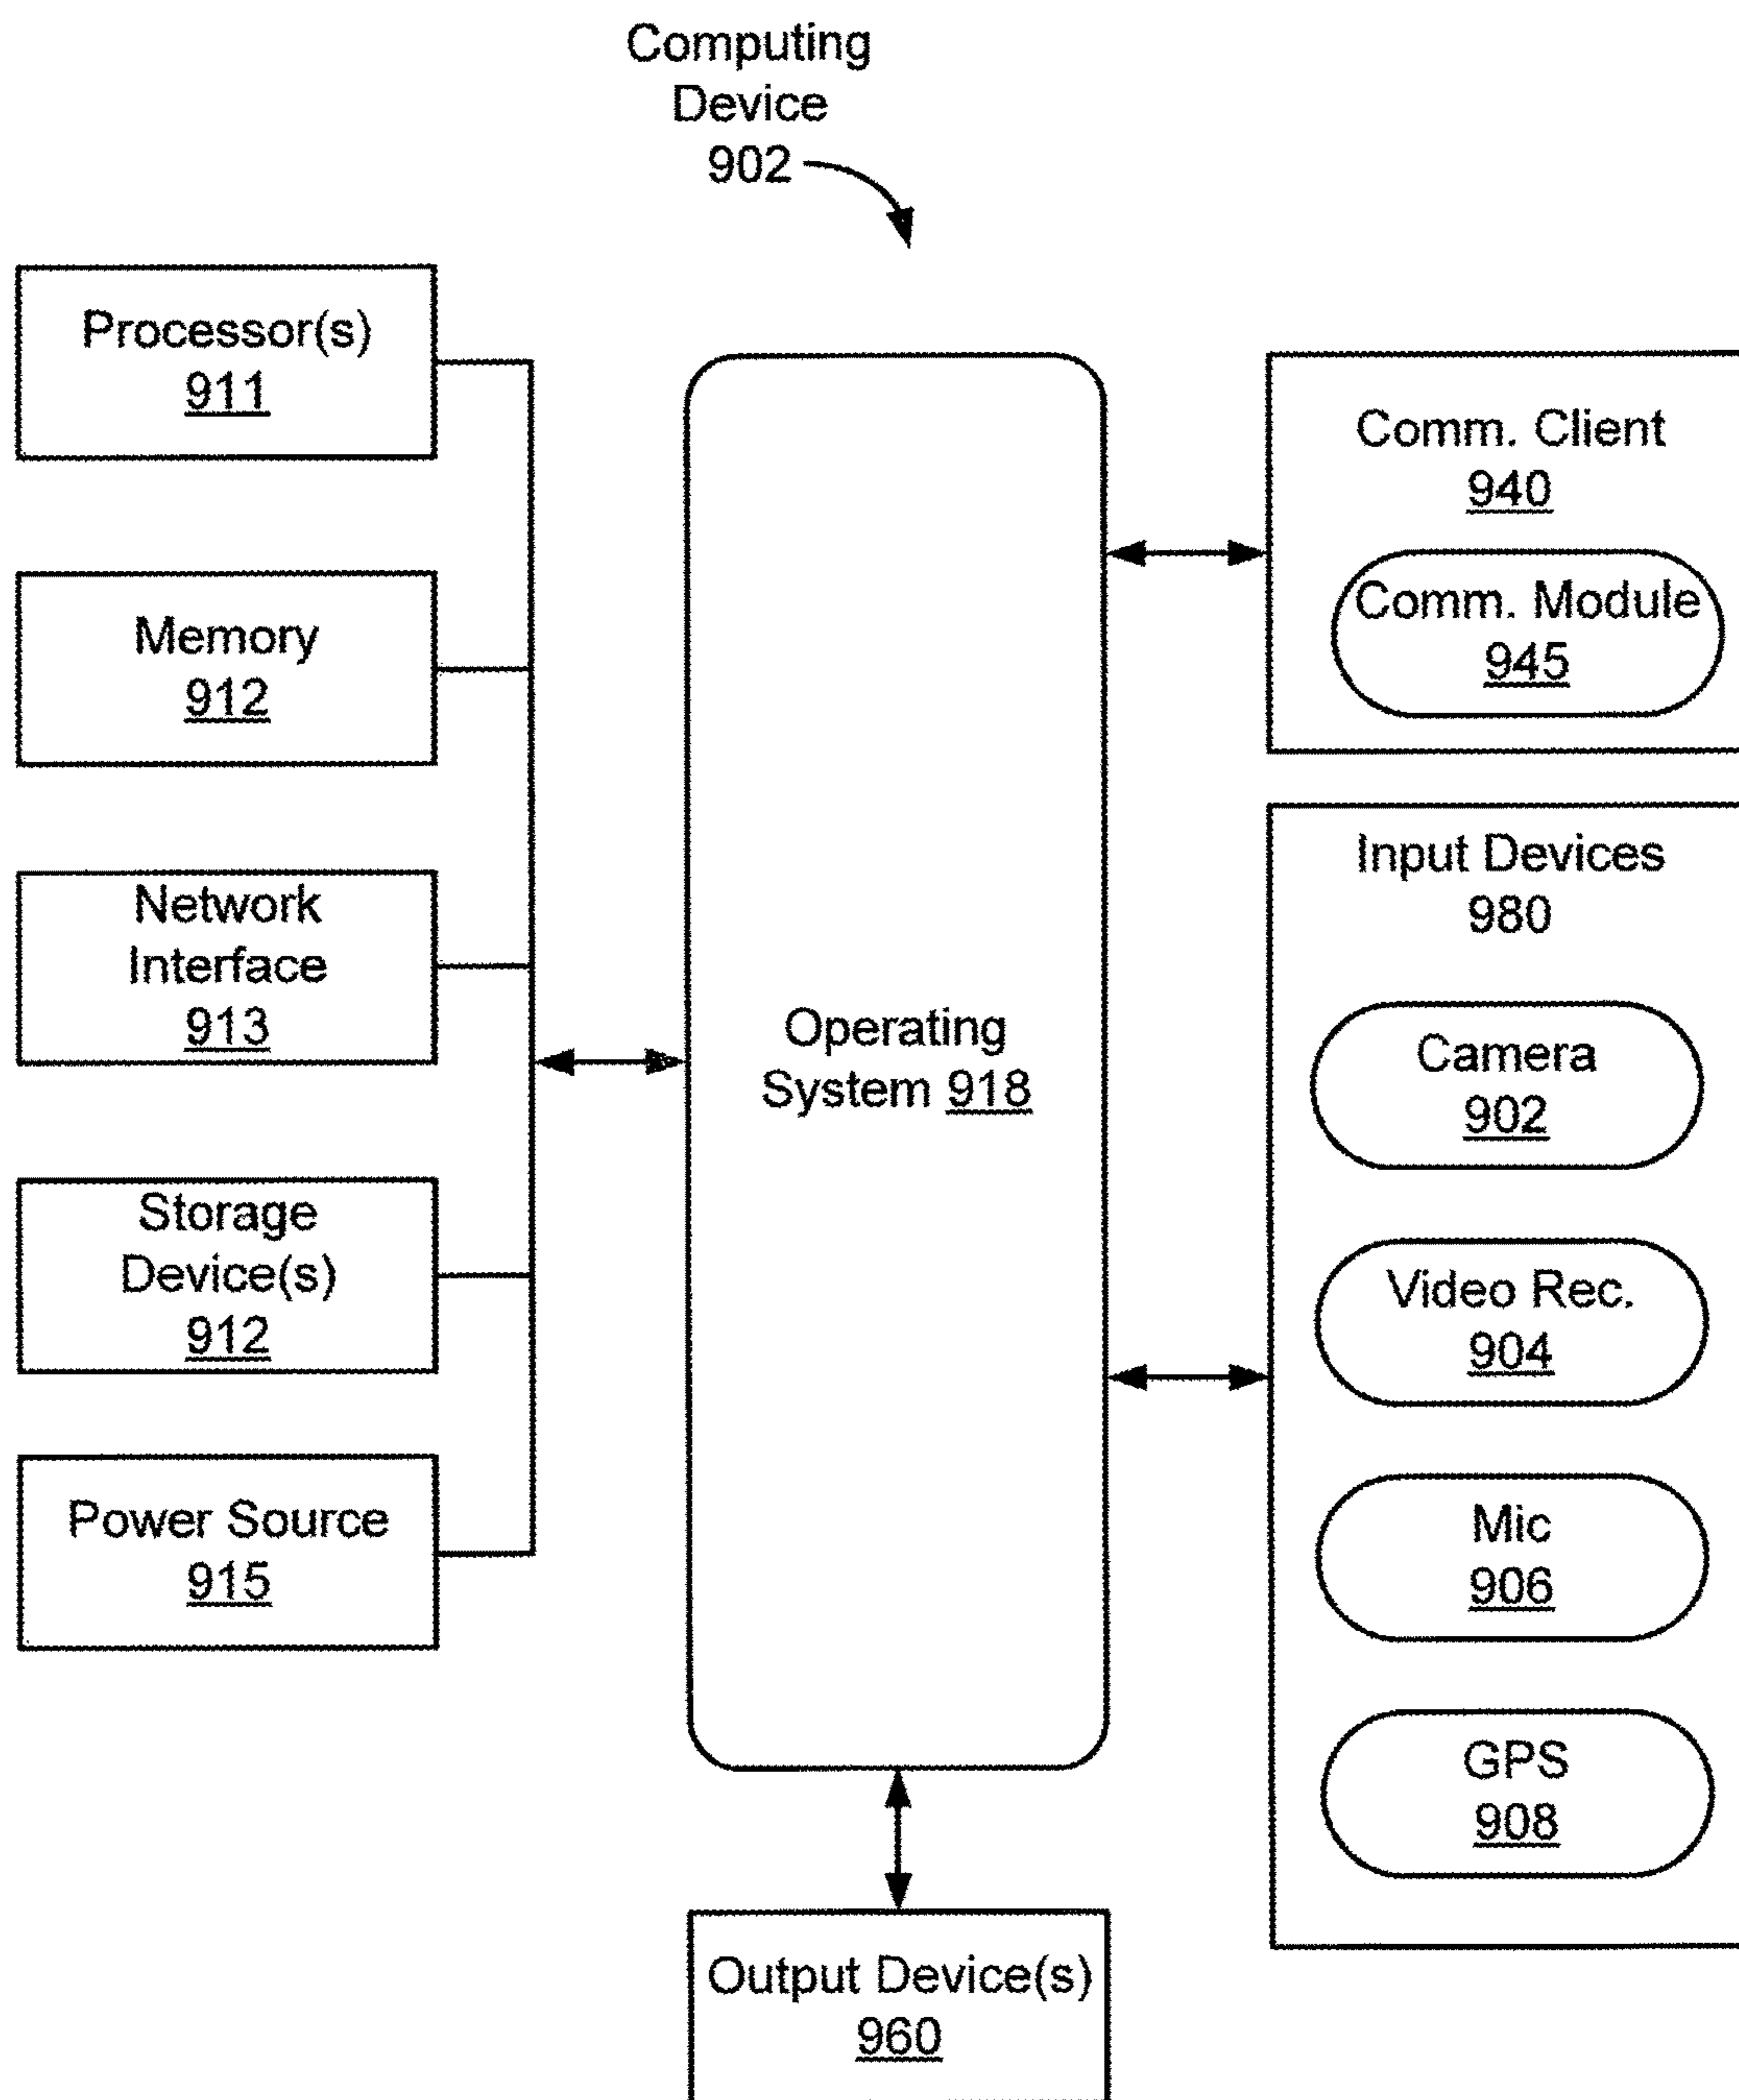 Computing
Device
902
Processor(s)
911
Memory
912
Network
Interface
913
Storage
Device(s)
912
Power Source
915
Operating
System 918
Comm. Client
940
Comm. Module
945
Input Devices
980
Camera
902
Video Rec.
904
Mic
906
GPS
908
Output Device(s)
960